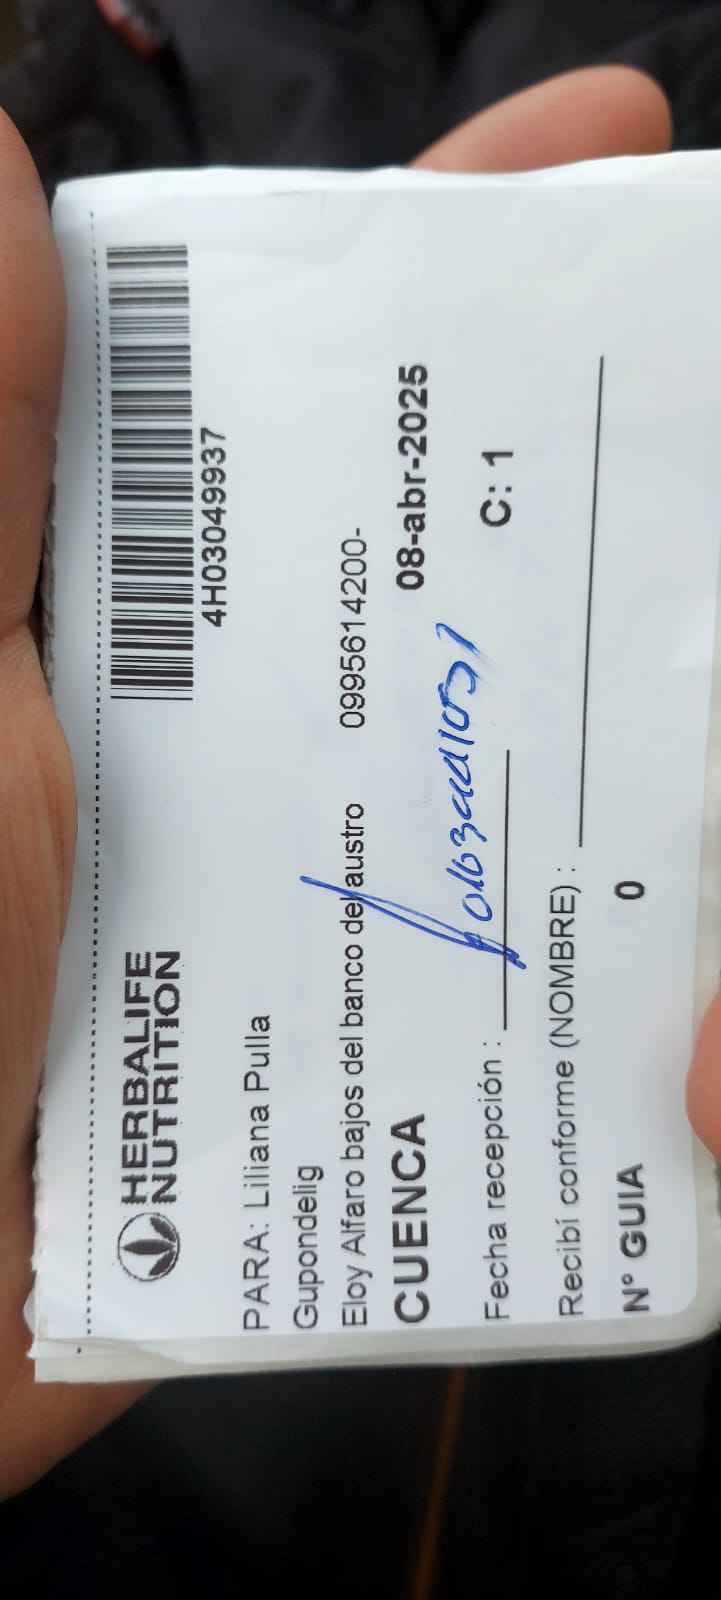 HERBALIFE
NUTRITION
4H03049937
PARA: Liliana Pulla
Gupondelig
Eloy Alfaro bajos del banco del austro 0995614200-
CUENCA 08-abr-2025
Fecha recepción :
C: 1
Recibí conforme (NOMBRE) :
N° GUIA 0